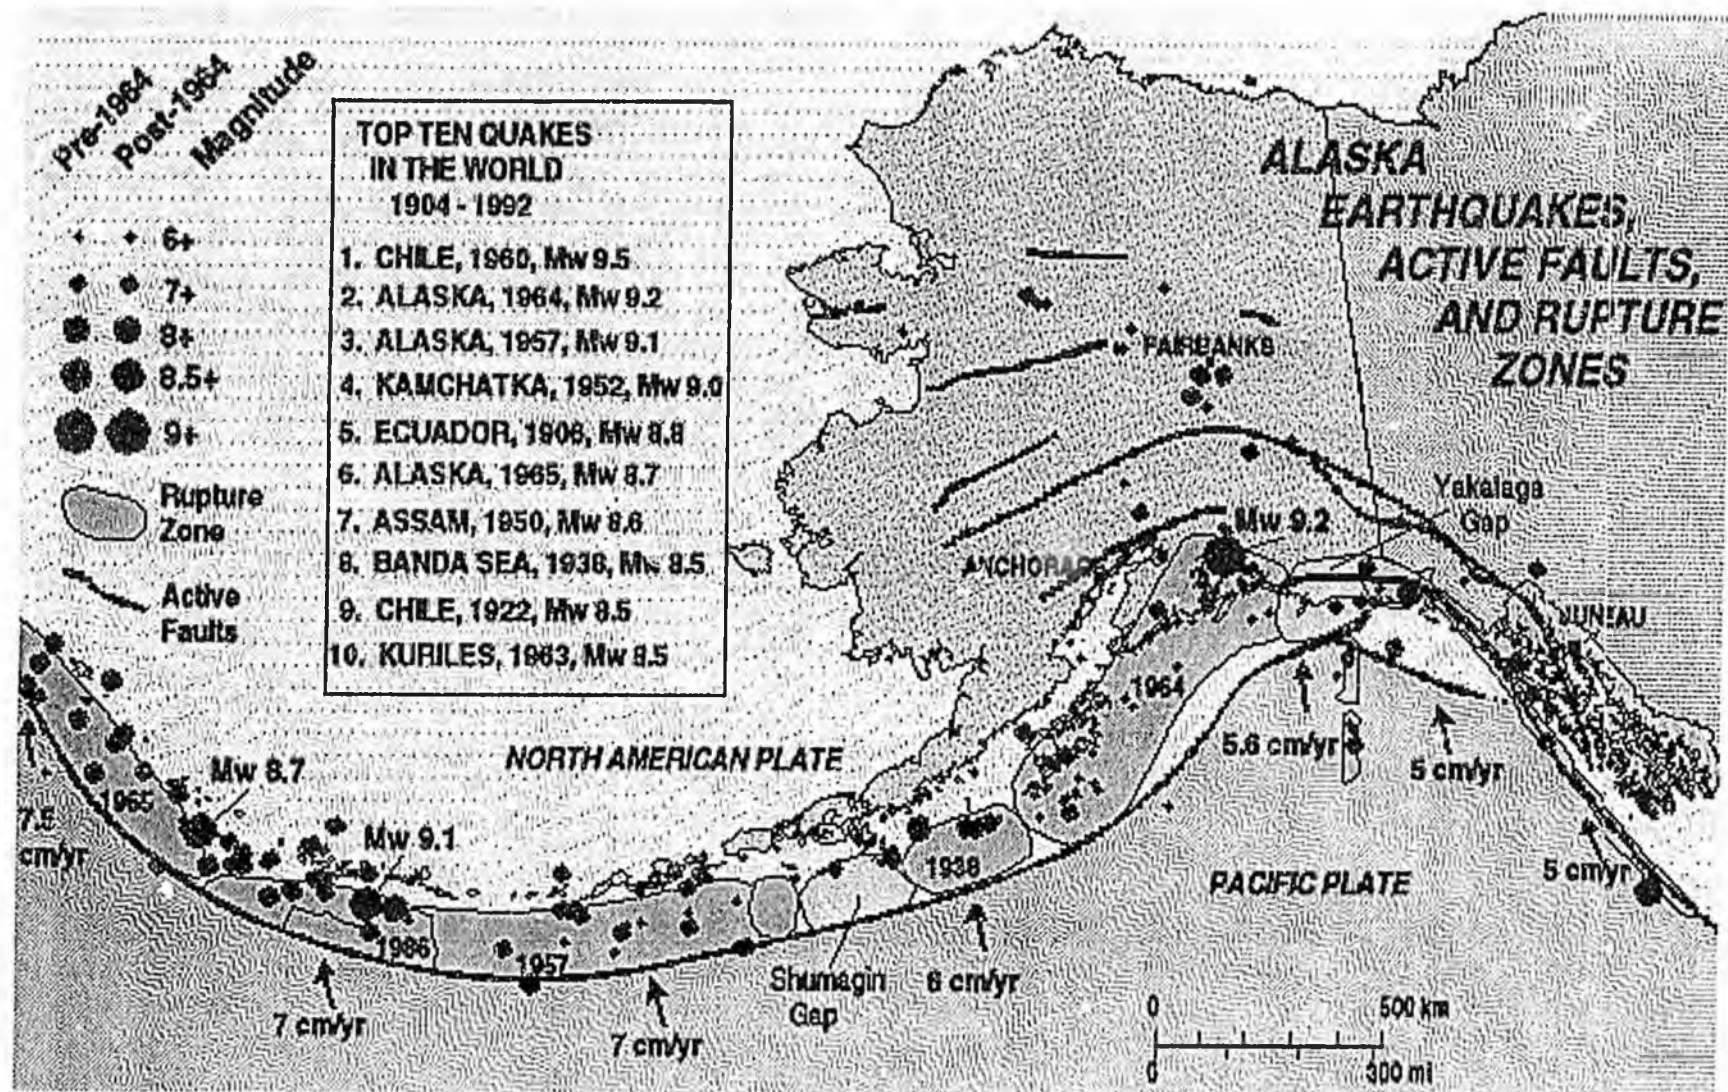 Pre-1964
Post-1964
Magnitude
6+
7+
8+
8.5+
9+
Rupture
Zone
Active
Faults
TOP TEN QUAKES
IN THE WORLD
1904 - 1992
1. CHILE, 1960, Mw 9.5
2. ALASKA, 1964, Mw 9.2
3. ALASKA, 1957, Mw 9.1
4. KAMCHATKA, 1952, Mw 9.0
5. ECUADOR, 1906, Mw 8.8
6. ALASKA, 1965, Mw 8.7
7. ASSAM, 1950, Mw 8.6
8. BANDA SEA, 1938, Mw 8.5
9. CHILE, 1922, Mw 8.5
10. KURILES, 1963, Mw 8.5
ALASKA
EARTHQUAKES,
ACTIVE FAULTS,
AND RUPTURE
ZONES
FAIRBANKS
Yakataga
Gap
Mw 9.2
ANCHORAGE
JUNEAU
1964
5.6 cm/yr
5 cm/yr
NORTH AMERICAN PLATE
Mw 8.7
1965
7.5
cm/yr
Mw 9.1
1938
PACIFIC PLATE
5 cm/yr
1986
1957
Shumagin
Gap
6 cm/yr
7 cm/yr
7 cm/yr
0 500 km
0 300 mi